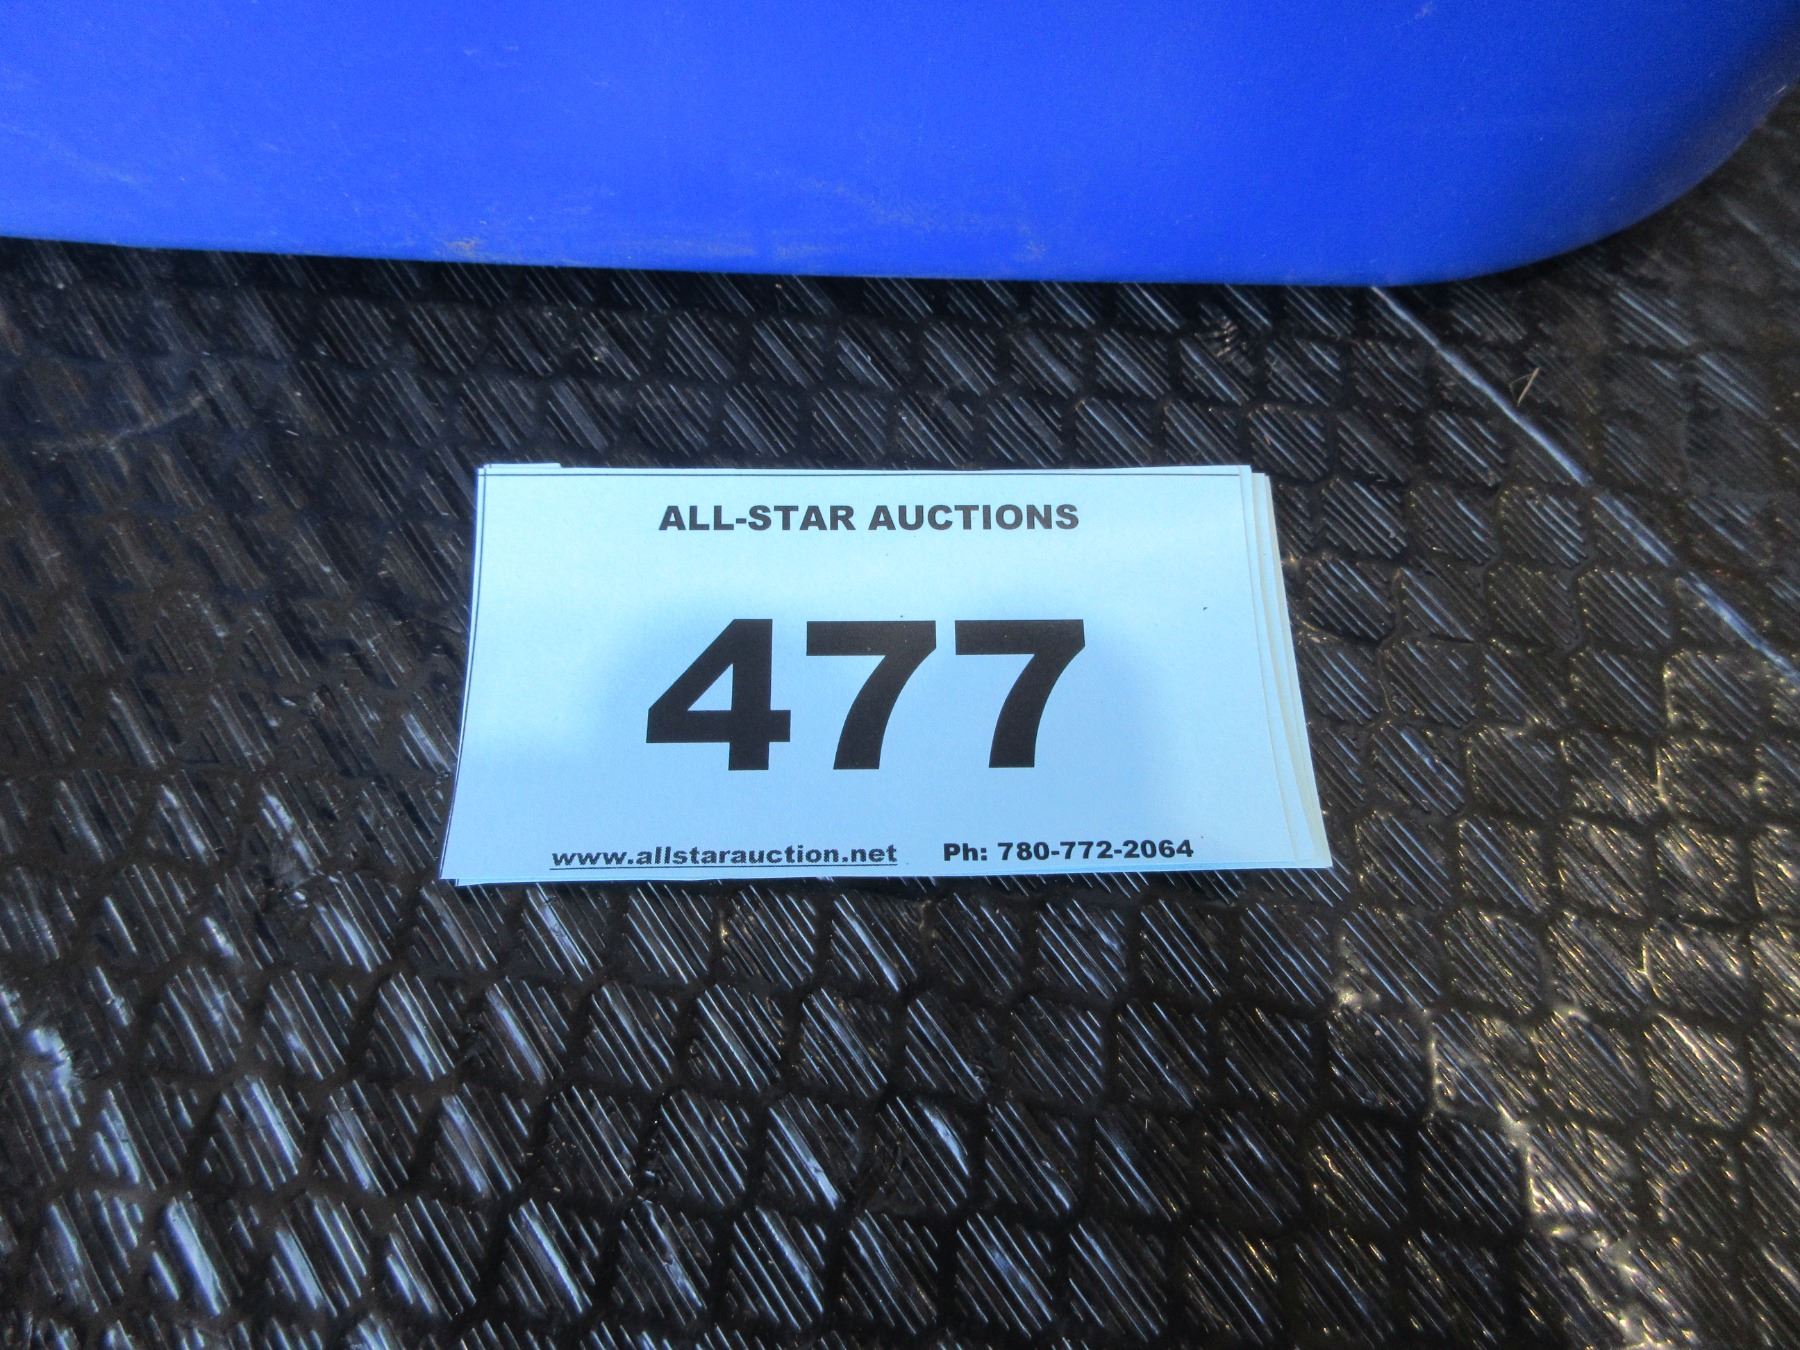 ALL-STAR AUCTIONS
477
www.allstarauction.net Ph: 780-772-2064